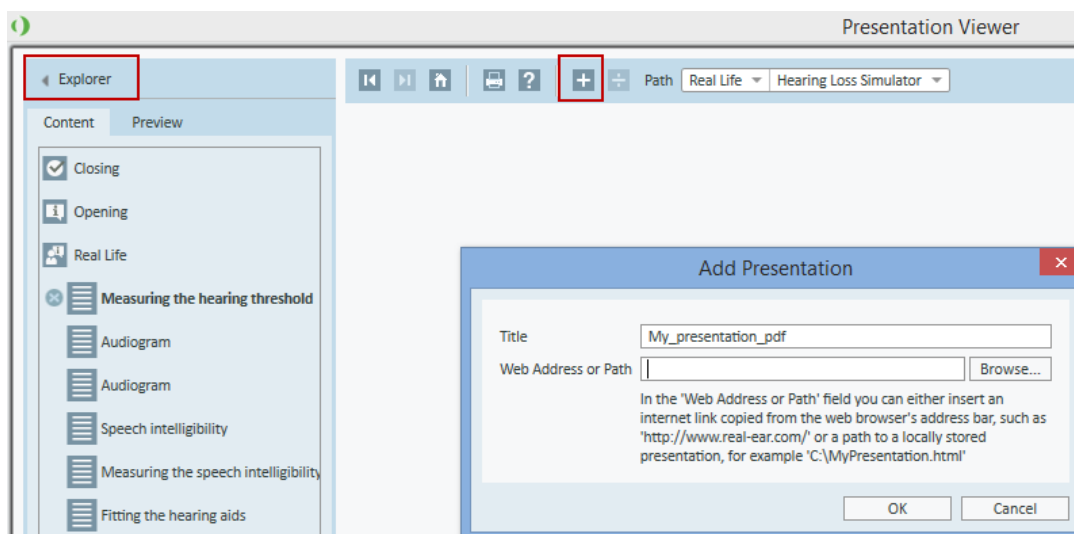 Presentation Viewer
Explorer
Path Real Life Hearing Loss Simulator
Content Preview
Closing
Opening
Real Life
Measuring the hearing threshold
Audiogram
Audiogram
Speech intelligibility
Measuring the speech intelligibility
Fitting the hearing aids
Add Presentation
Title My_presentation_pdf
Web Address or Path Browse...
In the 'Web Address or Path' field you can either insert an
internet link copied from the web browser's address bar, such as
'http://www.real-ear.com/' or a path to a locally stored
presentation, for example 'C:\MyPresentation.html'
OK Cancel